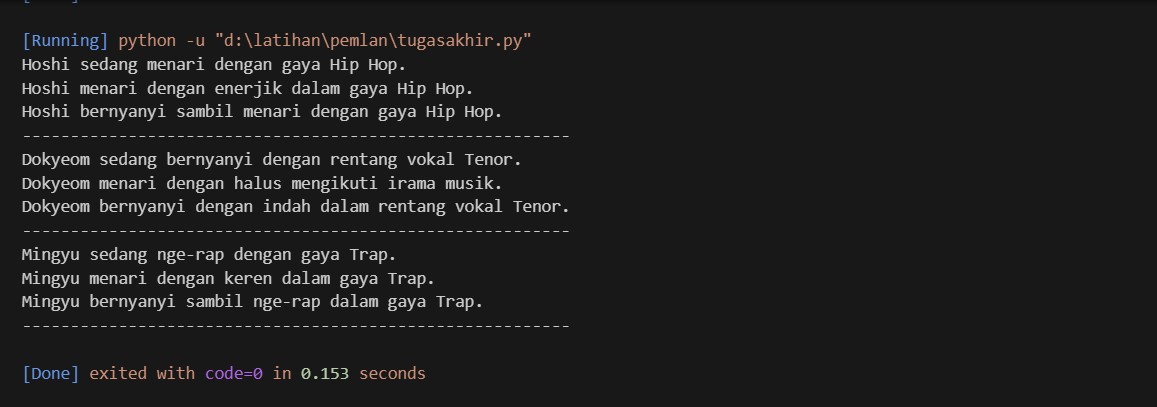 [Running] python -u "d:\latihan\pemlan\tugasakhir.py"
Hoshi sedang menari dengan gaya Hip Hop.
Hoshi menari dengan enerjik dalam gaya Hip Hop.
Hoshi bernyanyi sambil menari dengan gaya Hip Hop.
---------------------------------------------------------
Dokyeom sedang bernyanyi dengan rentang vokal Tenor.
Dokyeom menari dengan halus mengikuti irama musik.
Dokyeom bernyanyi dengan indah dalam rentang vokal Tenor.
---------------------------------------------------------
Mingyu sedang nge-rap dengan gaya Trap.
Mingyu menari dengan keren dalam gaya Trap.
Mingyu bernyanyi sambil nge-rap dalam gaya Trap.
---------------------------------------------------------
[Done] exited with code=0 in 0.153 seconds